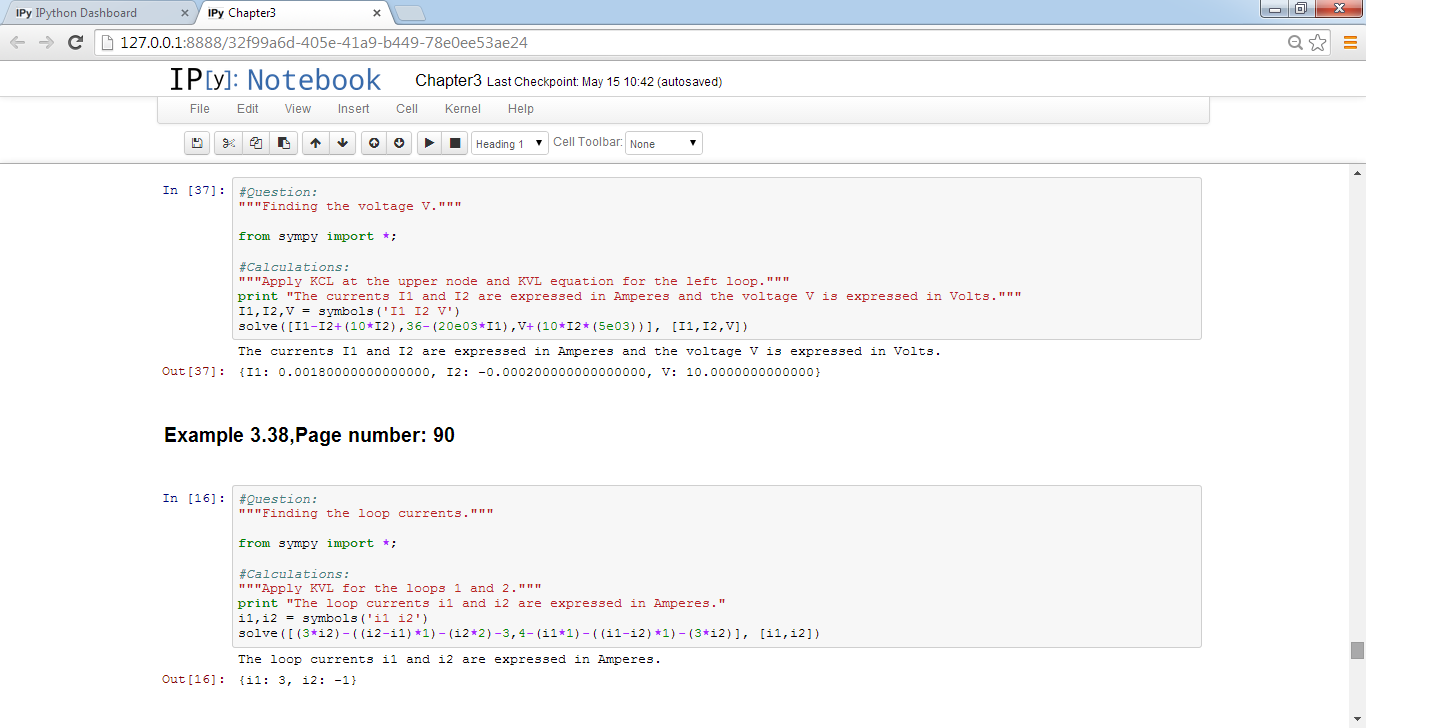 IPy IPython Dashboard
IPy Chapter3
127.0.0.1:8888/32f99a6d-405e-41a9-b449-78e0ee53ae24
IP[y]: Notebook Chapter3 Last Checkpoint: May 15 10:42 (autosaved)
File Edit View Insert Cell Kernel Help
Heading 1 Cell Toolbar: None
In [37]: #Question:
"""Finding the voltage V."""
from sympy import *;
#Calculations:
"""Apply KCL at the upper node and KVL equation for the left loop."""
print "The currents I1 and I2 are expressed in Amperes and the voltage V is expressed in Volts."""
I1,I2,V = symbols('I1 I2 V')
solve([I1-I2+(10*I2),36-(20e03*I1),V+(10*I2*(5e03))], [I1,I2,V])
The currents I1 and I2 are expressed in Amperes and the voltage V is expressed in Volts.
Out[37]: {I1: 0.00180000000000000, I2: -0.000200000000000000, V: 10.0000000000000}
Example 3.38,Page number: 90
In [16]: #Question:
"""Finding the loop currents."""
from sympy import *;
#Calculations:
"""Apply KVL for the loops 1 and 2."""
print "The loop currents i1 and i2 are expressed in Amperes."
i1,i2 = symbols('i1 i2')
solve([(3*i2)-((i2-i1)*1)-(i2*2)-3,4-(i1*1)-((i1-i2)*1)-(3*i2)], [i1,i2])
The loop currents i1 and i2 are expressed in Amperes.
Out[16]: {i1: 3, i2: -1}